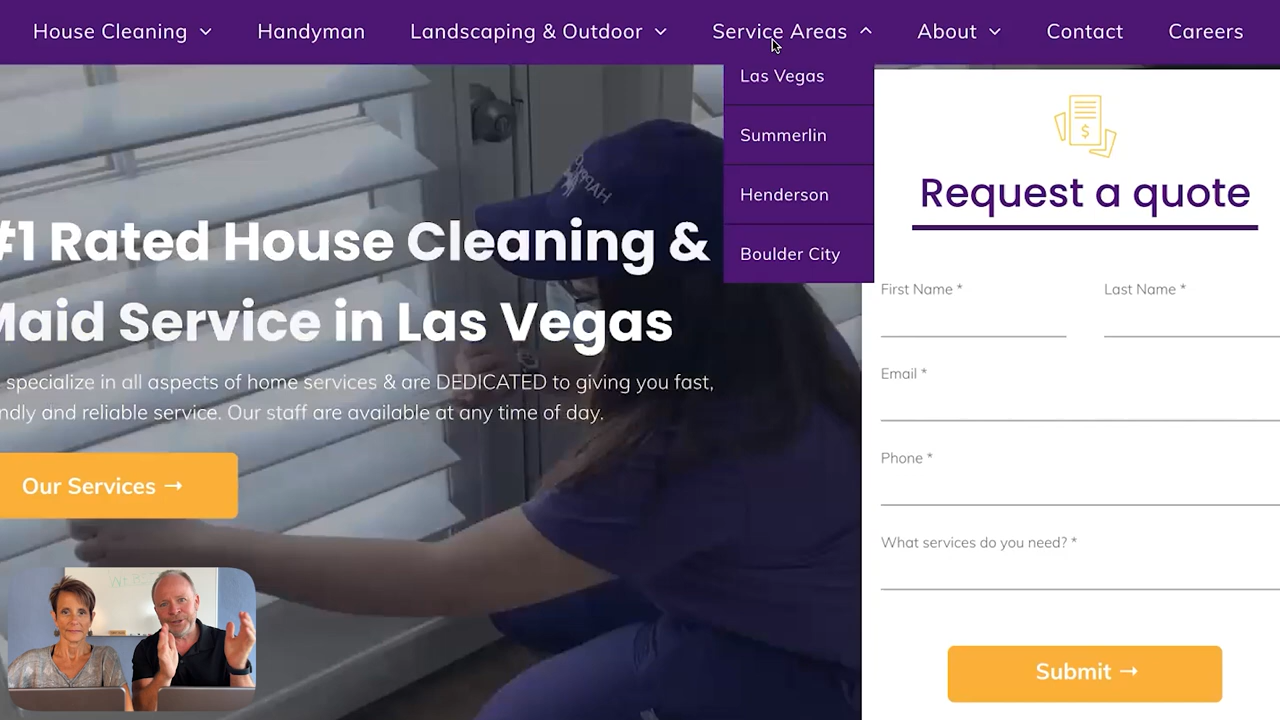 House Cleaning
Handyman
Landscaping & Outdoor
Service Areas
About
Contact
Careers
Las Vegas
Summerlin
Henderson
Boulder City
#1 Rated House Cleaning &
Maid Service in Las Vegas
specialize in all aspects of home services & are DEDICATED to giving you fast,
ndly and reliable service. Our staff are available at any time of day.
Our Services →
$
Request a quote
First Name *
Last Name *
Email *
Phone *
What services do you need? *
Submit →